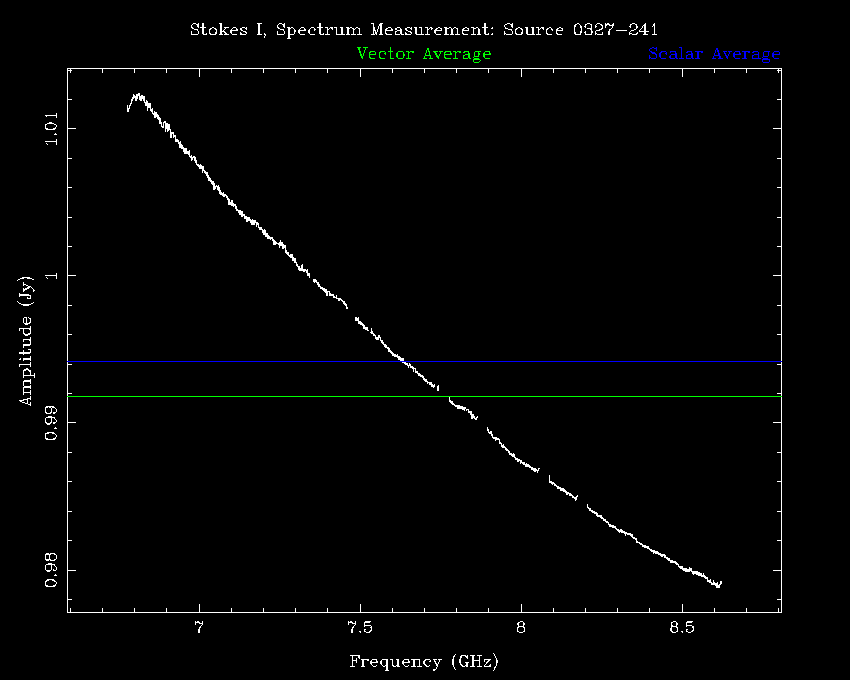 Stokes I, Spectrum Measurement: Source 0327−241
Vector Average
Scalar Average
1.01
1
0.99
0.98
Amplitude (Jy)
7
7.5
8
8.5
Frequency (GHz)